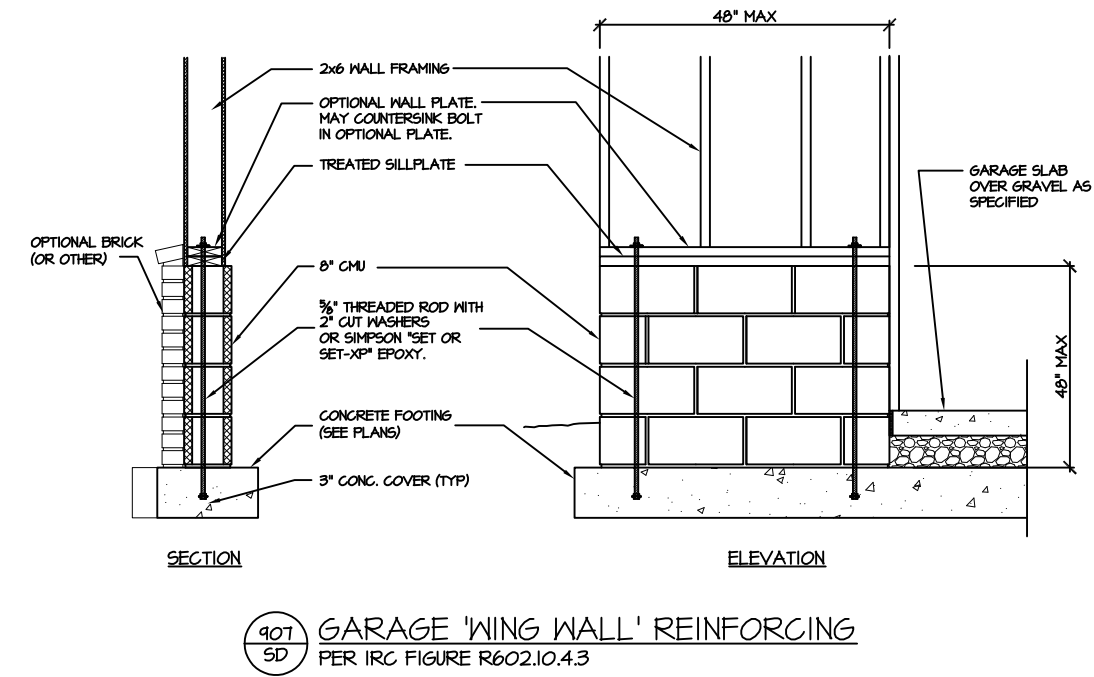 48" MAX
2x6 WALL FRAMING
OPTIONAL WALL PLATE.
MAY COUNTERSINK BOLT
IN OPTIONAL PLATE.
TREATED SILLPLATE
GARAGE SLAB
OVER GRAVEL AS
SPECIFIED
OPTIONAL BRICK
(OR OTHER)
8" CMU
⅝" THREADED ROD WITH
2" CUT WASHERS
OR SIMPSON "SET OR
SET-XP" EPOXY.
48" MAX
CONCRETE FOOTING
(SEE PLANS)
3" CONC. COVER (TYP)
SECTION
ELEVATION
907
SD
GARAGE 'WING WALL' REINFORCING
PER IRC FIGURE R602.10.4.3